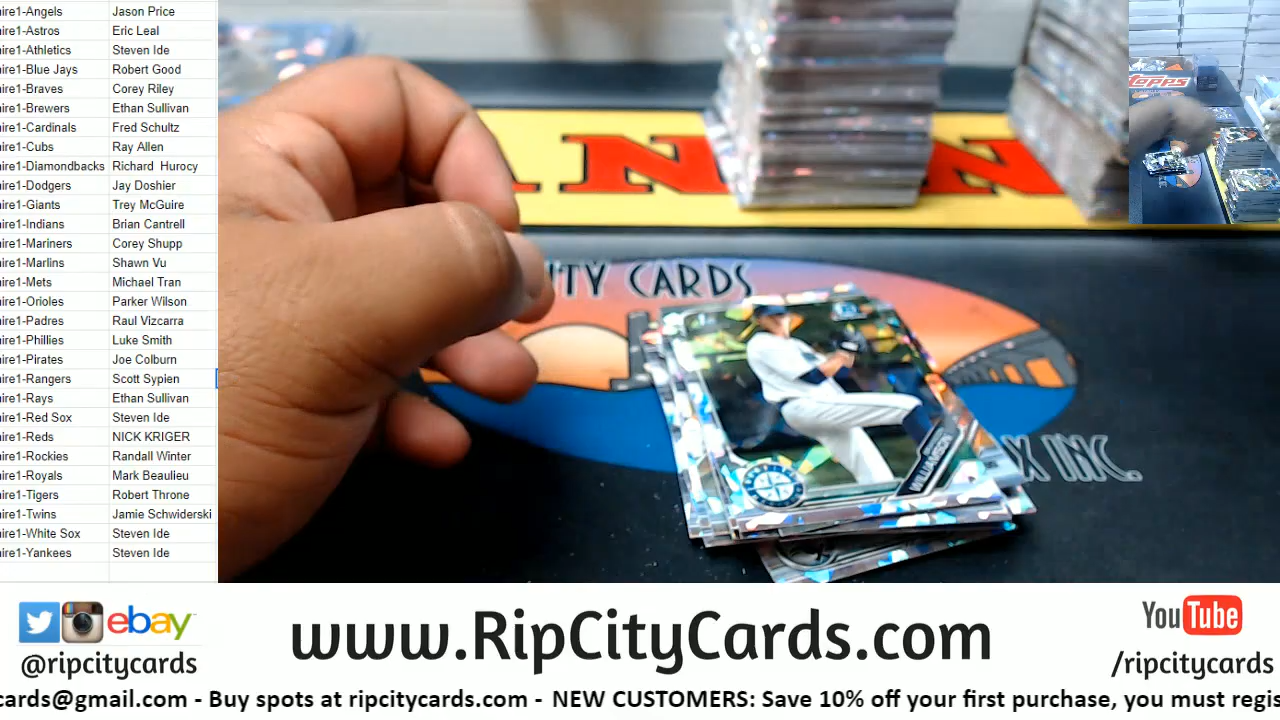 ire1-Angels Jason Price
ire1-Astros Eric Leal
ire1-Athletics Steven Ide
ire1-Blue Jays Robert Good
ire1-Braves Corey Riley
ire1-Brewers Ethan Sullivan
ire1-Cardinals Fred Schultz
ire1-Cubs Ray Allen
ire1-Diamondbacks Richard Hurocy
ire1-Dodgers Jay Doshier
ire1-Giants Trey McGuire
ire1-Indians Brian Cantrell
ire1-Mariners Corey Shupp
ire1-Marlins Shawn Vu
ire1-Mets Michael Tran
ire1-Orioles Parker Wilson
ire1-Padres Raul Vizcarra
ire1-Phillies Luke Smith
ire1-Pirates Joe Colburn
ire1-Rangers Scott Sypien
ire1-Rays Ethan Sullivan
ire1-Red Sox Steven Ide
ire1-Reds NICK KRIGER
ire1-Rockies Randall Winter
ire1-Royals Mark Beaulieu
ire1-Tigers Robert Throne
ire1-Twins Jamie Schwiderski
ire1-White Sox Steven Ide
ire1-Yankees Steven Ide
Topps
ITY CARDS
X INC.
WILLIAMSON
ebay
@ripcitycards
www.RipCityCards.com
YouTube
/ripcitycards
cards@gmail.com - Buy spots at ripcitycards.com - NEW CUSTOMERS: Save 10% off your first purchase, you must regis